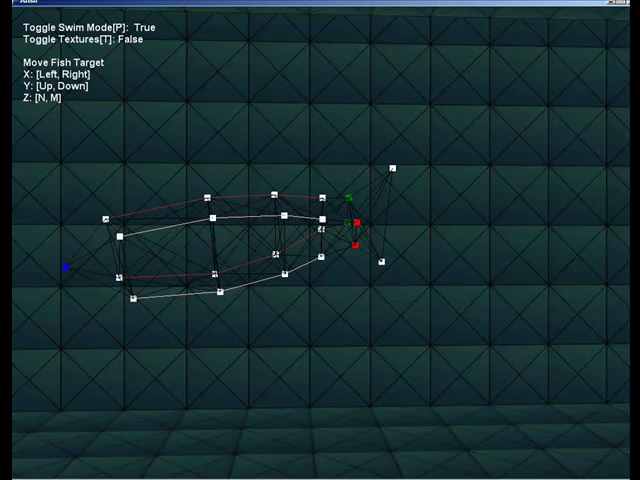 Toggle Swim Mode[P]: True
Toggle Textures[T]: False
Move Fish Target
X: [Left, Right]
Y: [Up, Down]
Z: [N, M]